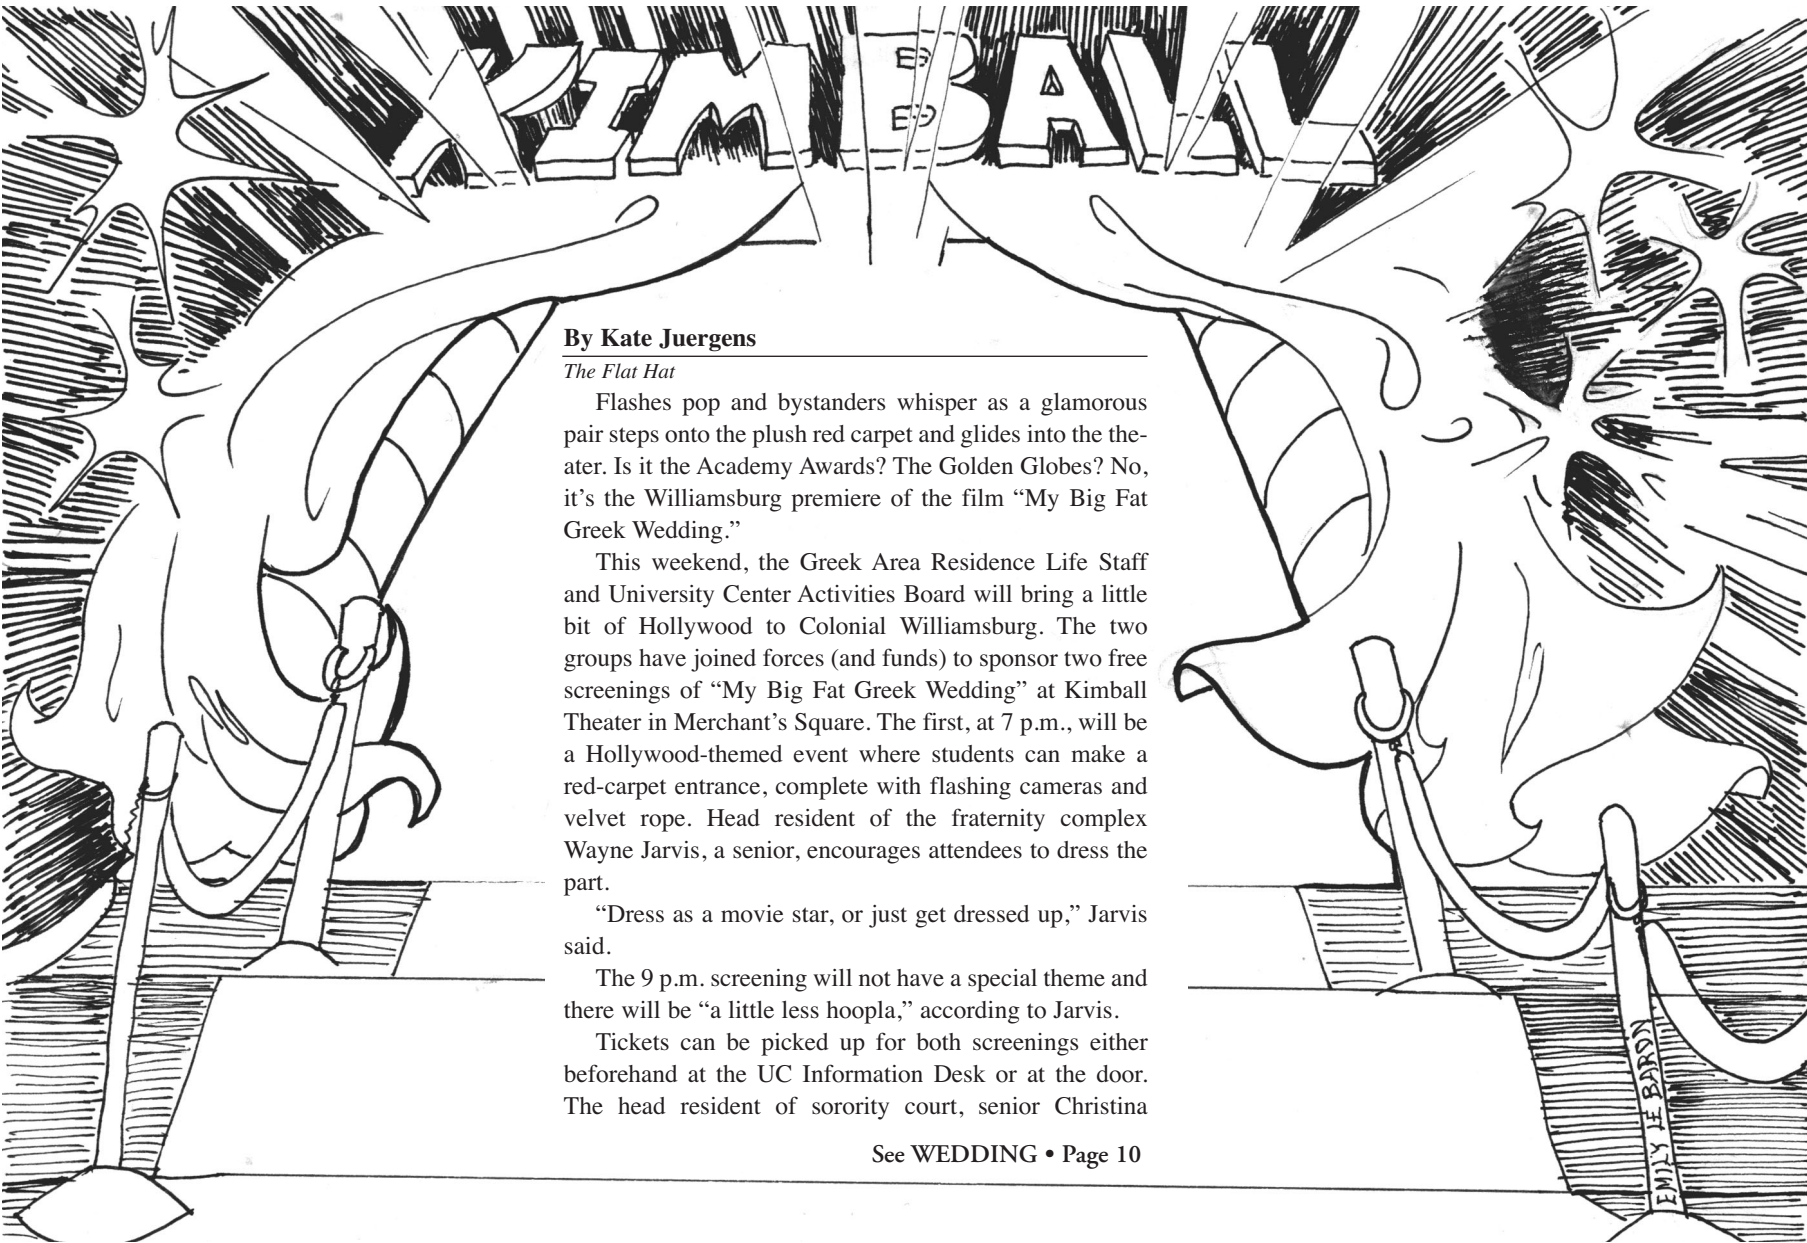 KIMBALL
By Kate Juergens
The Flat Hat
Flashes pop and bystanders whisper as a glamorous
pair steps onto the plush red carpet and glides into the the-
ater. Is it the Academy Awards? The Golden Globes? No,
it’s the Williamsburg premiere of the film “My Big Fat
Greek Wedding.”
This weekend, the Greek Area Residence Life Staff
and University Center Activities Board will bring a little
bit of Hollywood to Colonial Williamsburg. The two
groups have joined forces (and funds) to sponsor two free
screenings of “My Big Fat Greek Wedding” at Kimball
Theater in Merchant’s Square. The first, at 7 p.m., will be
a Hollywood-themed event where students can make a
red-carpet entrance, complete with flashing cameras and
velvet rope. Head resident of the fraternity complex
Wayne Jarvis, a senior, encourages attendees to dress the
part.
“Dress as a movie star, or just get dressed up,” Jarvis
said.
The 9 p.m. screening will not have a special theme and
there will be “a little less hoopla,” according to Jarvis.
Tickets can be picked up for both screenings either
beforehand at the UC Information Desk or at the door.
The head resident of sorority court, senior Christina
See WEDDING • Page 10
EMILY LE BARON